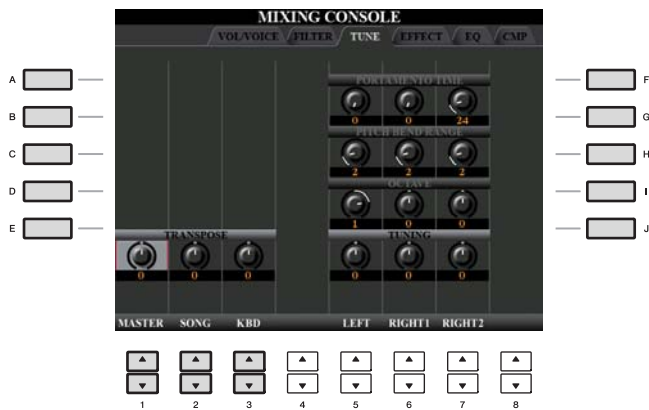 MIXING CONSOLE
VOL/VOICE FILTER TUNE EFFECT EQ CMP
A F
PORTAMENTO TIME
B G
0 0 24
PITCH BEND RANGE
C H
2 2 2
D I
OCTAVE
1 0 0
E J
TRANSPOSE TUNING
0 0 0 0 0 0
MASTER SONG KBD LEFT RIGHT1 RIGHT2
1 2 3 4 5 6 7 8